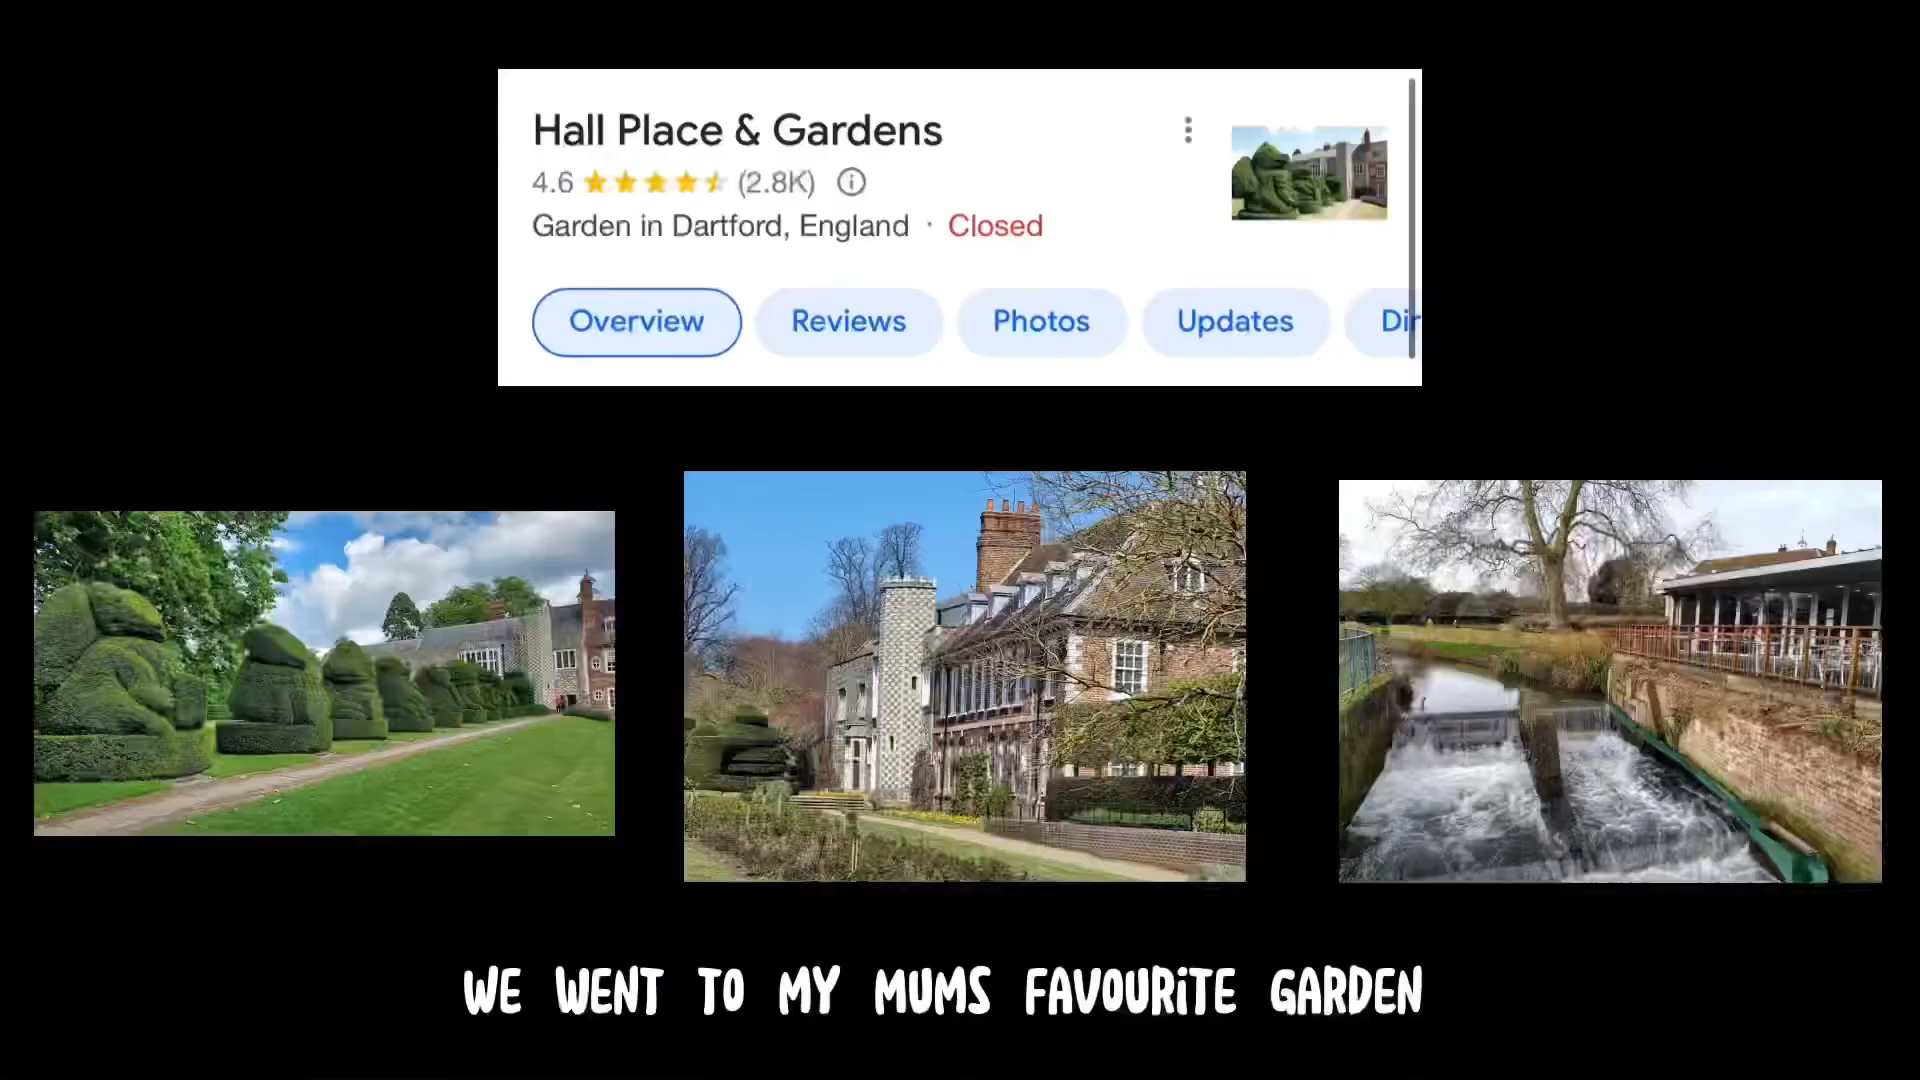 Hall Place & Gardens
4.6 (2.8K)
Garden in Dartford, England · Closed
Overview Reviews Photos Updates Dir
WE WENT TO MY MUMS FAVOURITE GARDEN